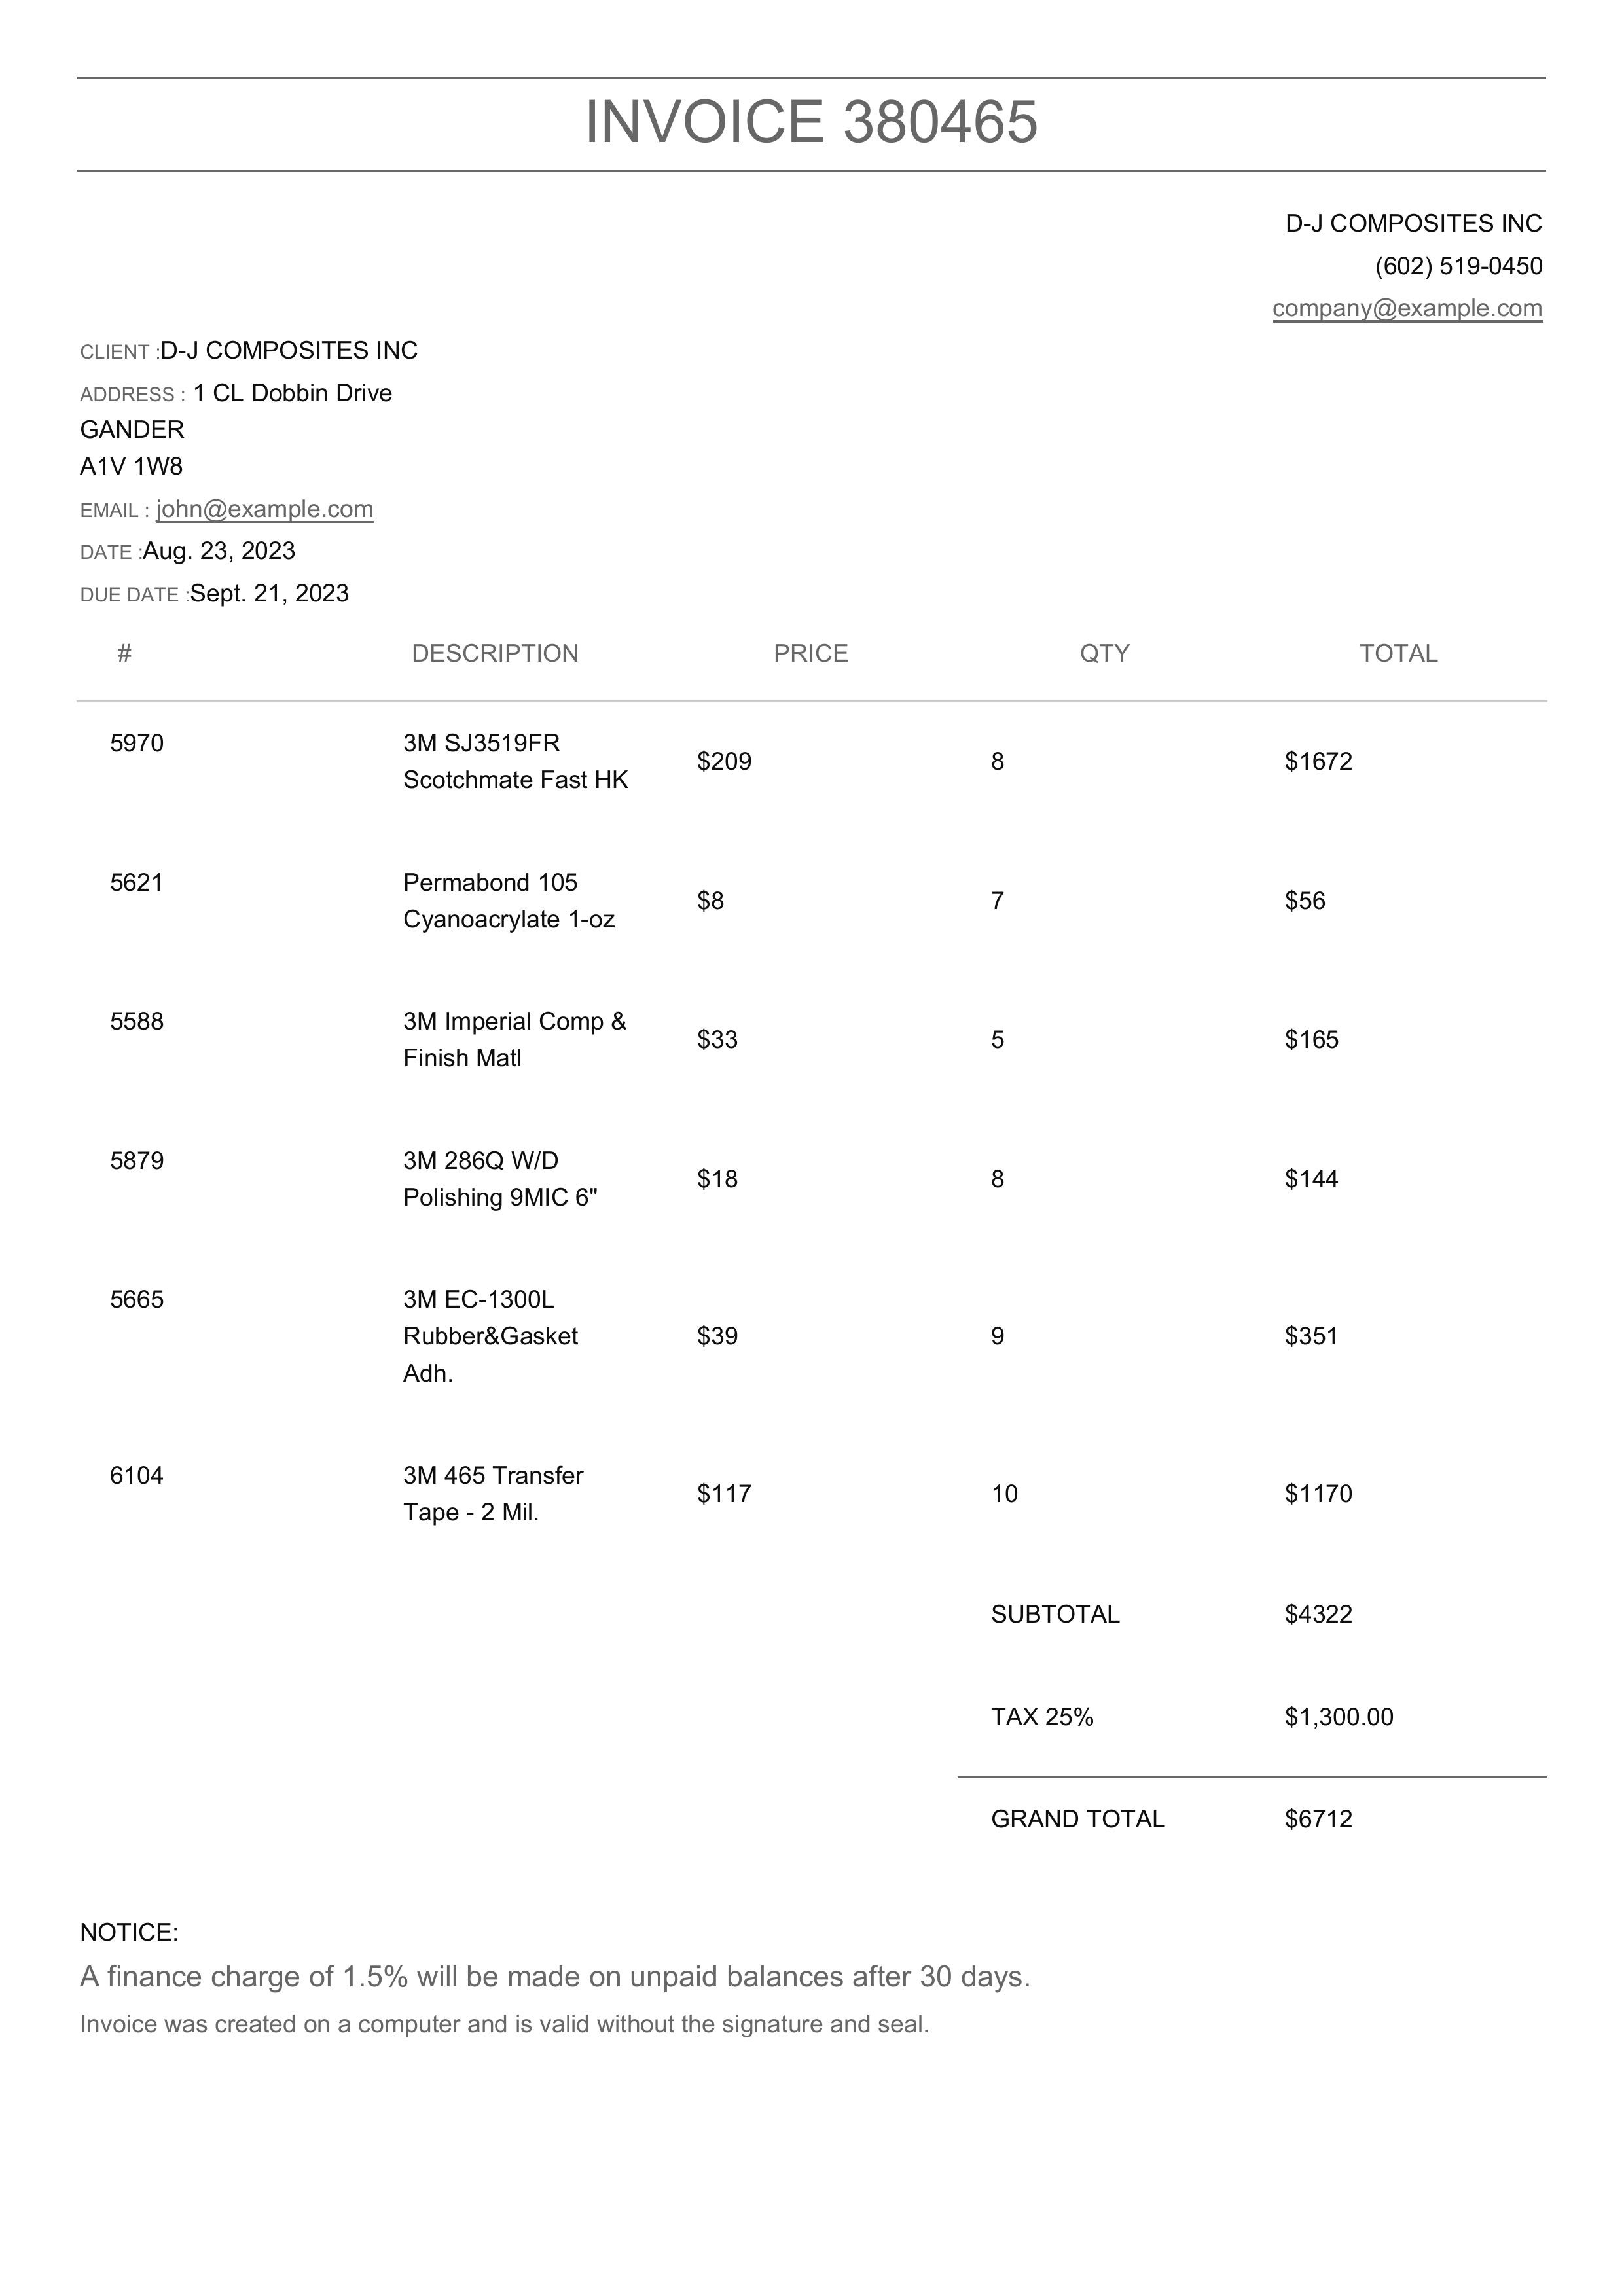 INVOICE 380465
D-J COMPOSITES INC
(602) 519-0450
company@example.com
CLIENT :D-J COMPOSITES INC
ADDRESS : 1 CL Dobbin Drive
GANDER
A1V 1W8
EMAIL : john@example.com
DATE :Aug. 23, 2023
DUE DATE :Sept. 21, 2023
# DESCRIPTION PRICE QTY TOTAL
5970 3M SJ3519FR
Scotchmate Fast HK $209 8 $1672
5621 Permabond 105
Cyanoacrylate 1-oz $8 7 $56
5588 3M Imperial Comp &
Finish Matl $33 5 $165
5879 3M 286Q W/D
Polishing 9MIC 6" $18 8 $144
5665 3M EC-1300L
Rubber&Gasket $39 9 $351
Adh.
6104 3M 465 Transfer
Tape - 2 Mil. $117 10 $1170
SUBTOTAL $4322
TAX 25% $1,300.00
GRAND TOTAL $6712
NOTICE:
A finance charge of 1.5% will be made on unpaid balances after 30 days.
Invoice was created on a computer and is valid without the signature and seal.